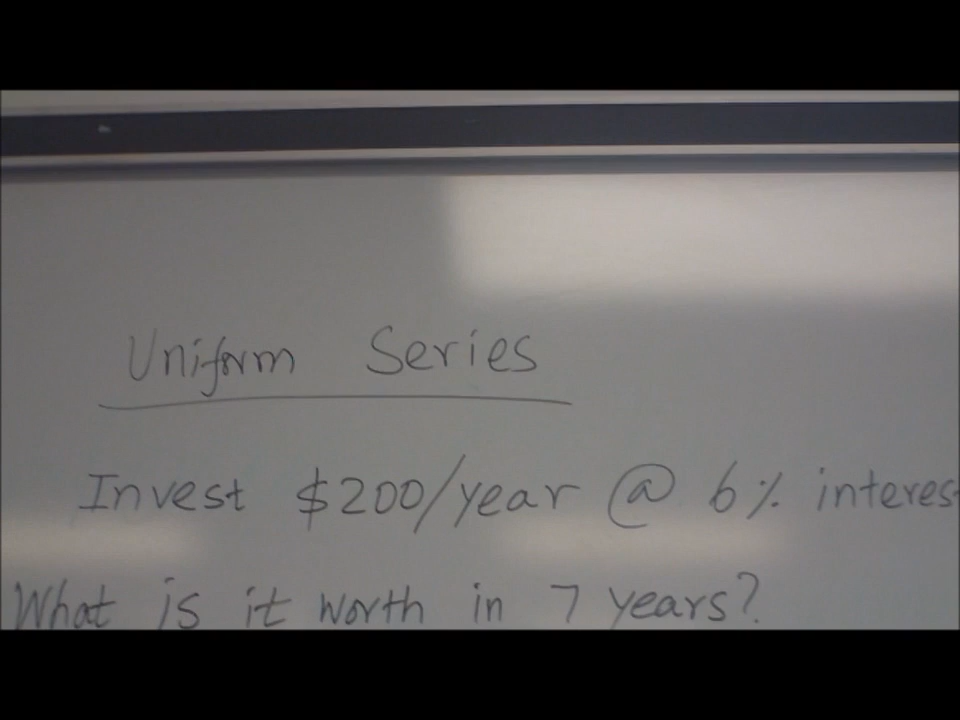 Uniform Series
Invest $200/year @ 6% interes
What is it worth in 7 years?